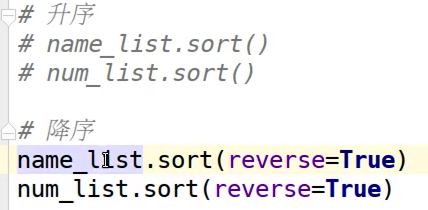 # 升序
# name_list.sort()
# num_list.sort()
# 降序
name_list.sort(reverse=True)
num_list.sort(reverse=True)